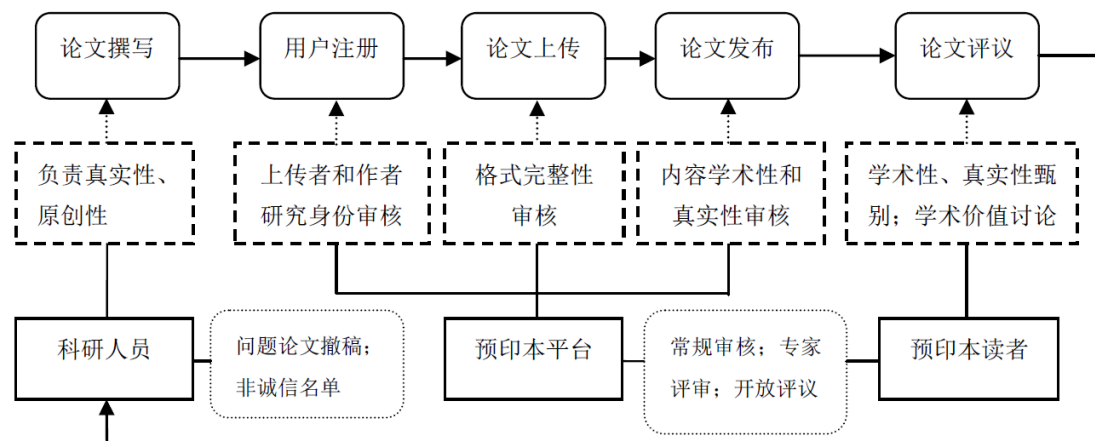 论文撰写
用户注册
论文上传
论文发布
论文评议
负责真实性、
原创性
上传者和作者
研究身份审核
格式完整性
审核
内容学术性和
真实性审核
学术性、真实性甄
别；学术价值讨论
科研人员
问题论文撤稿；
非诚信名单
预印本平台
常规审核；专家
评审；开放评议
预印本读者